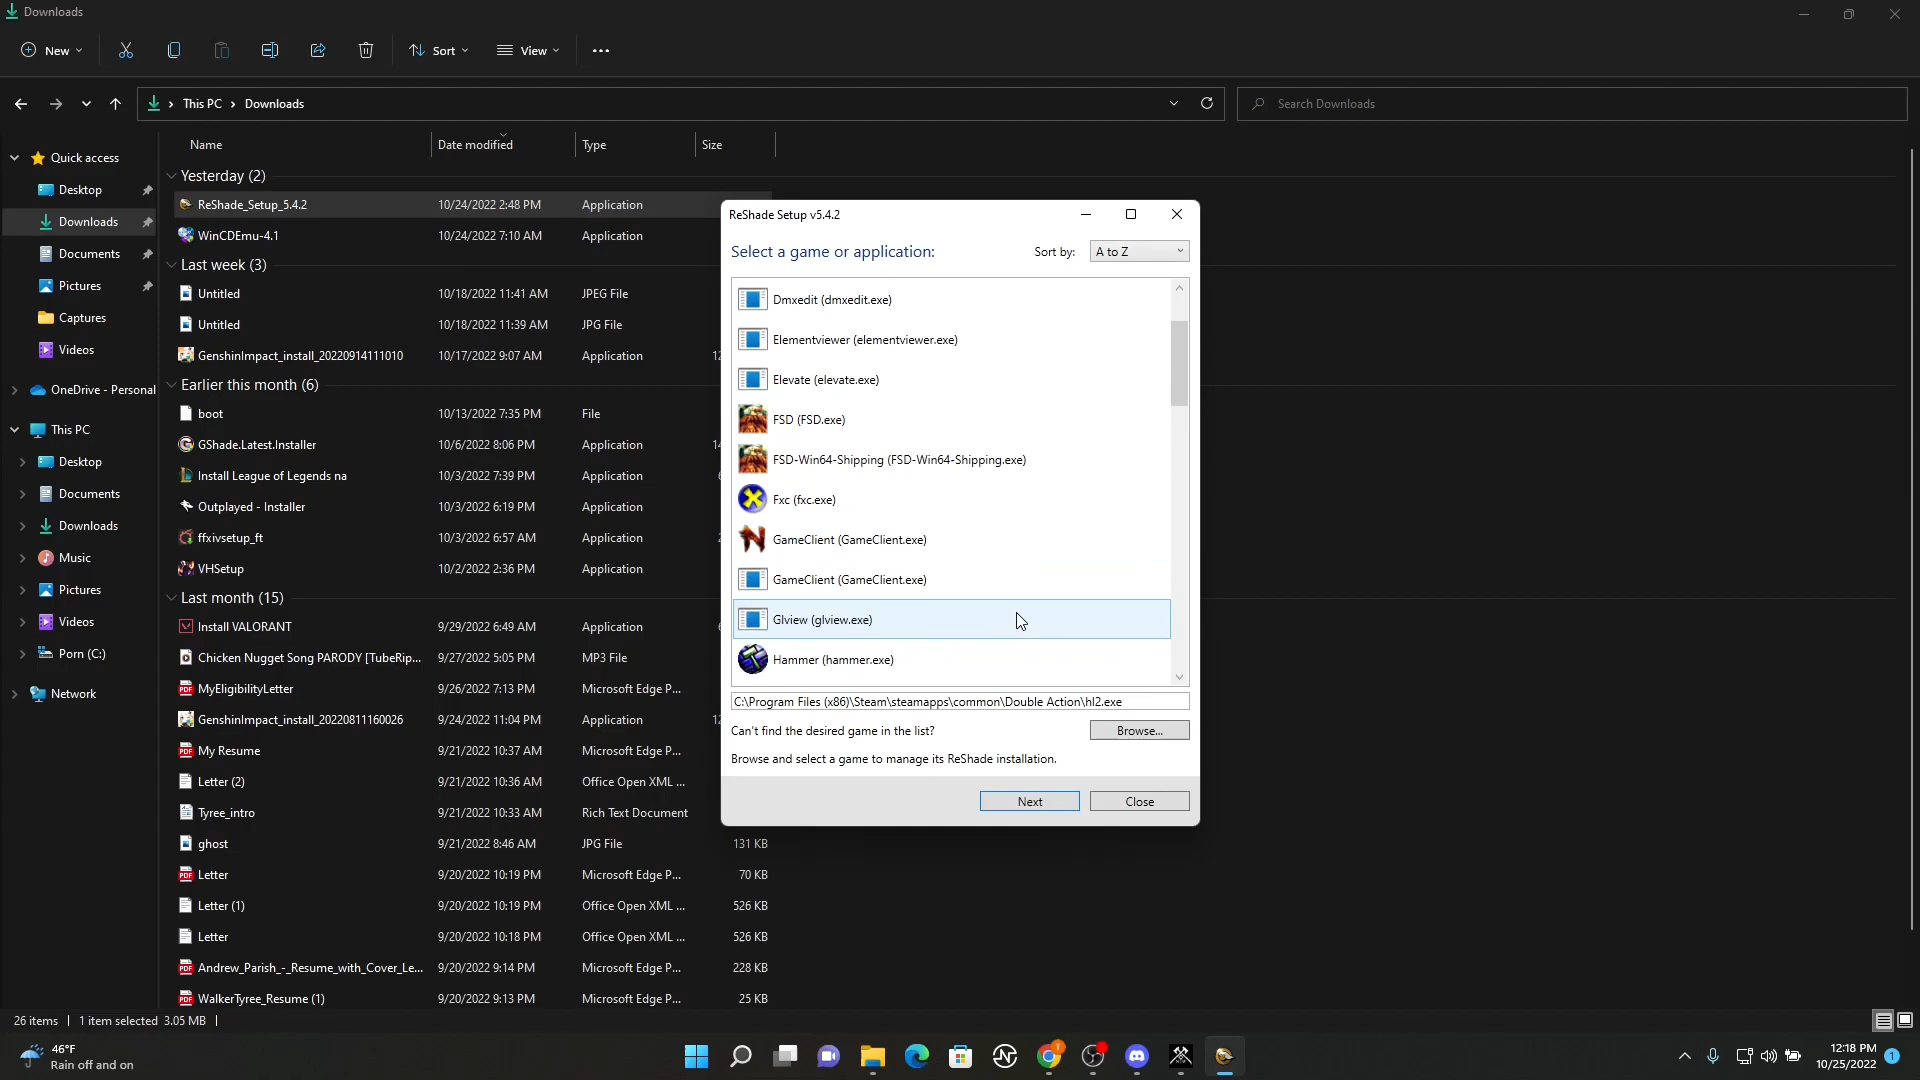 Downloads
New
Sort
View
This PC
Downloads
Search Downloads
Name
Date modified
Type
Size
Quick access
Desktop
Downloads
Documents
Pictures
Captures
Videos
OneDrive - Personal
This PC
Desktop
Documents
Downloads
Music
Pictures
Videos
Porn (C:)
Network
Yesterday (2)
ReShade_Setup_5.4.2 10/24/2022 2:48 PM Application
WinCDEmu-4.1 10/24/2022 7:10 AM Application
Last week (3)
Untitled 10/18/2022 11:41 AM JPEG File
Untitled 10/18/2022 11:39 AM JPG File
GenshinImpact_install_20220914111010 10/17/2022 9:07 AM Application 12
Earlier this month (6)
boot 10/13/2022 7:35 PM File
GShade.Latest.Installer 10/6/2022 8:06 PM Application 14
Install League of Legends na 10/3/2022 7:39 PM Application
Outplayed - Installer 10/3/2022 6:19 PM Application
ffxivsetup_ft 10/3/2022 6:57 AM Application
VHSetup 10/2/2022 2:36 PM Application
Last month (15)
Install VALORANT 9/29/2022 6:49 AM Application
Chicken Nugget Song PARODY [TubeRip... 9/27/2022 5:05 PM MP3 File
MyEligibilityLetter 9/26/2022 7:13 PM Microsoft Edge P...
GenshinImpact_install_20220811160026 9/24/2022 11:04 PM Application 12
My Resume 9/21/2022 10:37 AM Microsoft Edge P...
Letter (2) 9/21/2022 10:36 AM Office Open XML ...
Tyree_intro 9/21/2022 10:33 AM Rich Text Document
ghost 9/21/2022 8:46 AM JPG File 131 KB
Letter 9/20/2022 10:19 PM Microsoft Edge P... 70 KB
Letter (1) 9/20/2022 10:19 PM Office Open XML ... 526 KB
Letter 9/20/2022 10:18 PM Office Open XML ... 526 KB
Andrew_Parish_-_Resume_with_Cover_Le... 9/20/2022 9:14 PM Microsoft Edge P... 228 KB
WalkerTyree_Resume (1) 9/20/2022 9:13 PM Microsoft Edge P... 25 KB
ReShade Setup v5.4.2
Select a game or application:
Sort by: A to Z
Dmxedit (dmxedit.exe)
Elementviewer (elementviewer.exe)
Elevate (elevate.exe)
FSD (FSD.exe)
FSD-Win64-Shipping (FSD-Win64-Shipping.exe)
Fxc (fxc.exe)
GameClient (GameClient.exe)
GameClient (GameClient.exe)
Glview (glview.exe)
Hammer (hammer.exe)
C:\Program Files (x86)\Steam\steamapps\common\Double Action\hl2.exe
Can't find the desired game in the list?
Browse...
Browse and select a game to manage its ReShade installation.
Next
Close
26 items
1 item selected 3.05 MB
46°F
Rain off and on
12:18 PM
10/25/2022
1